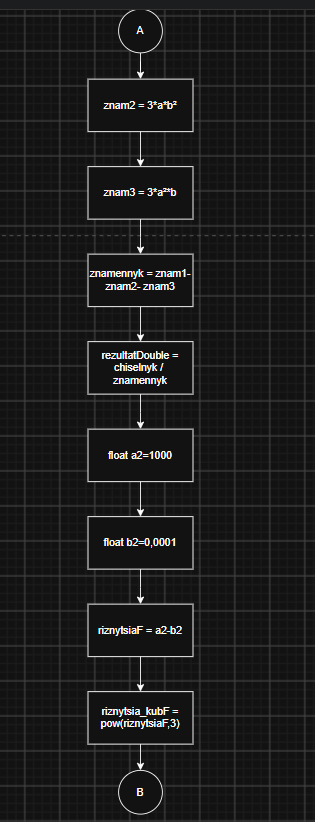 A
znam2 = 3*a*b²
znam3 = 3*a²*b
znamennyk = znam1-
znam2- znam3
rezultatDouble =
chiselnyk /
znamennyk
float a2=1000
float b2=0,0001
riznytsiaF = a2-b2
riznytsia_kubF =
pow(riznytsiaF,3)
B